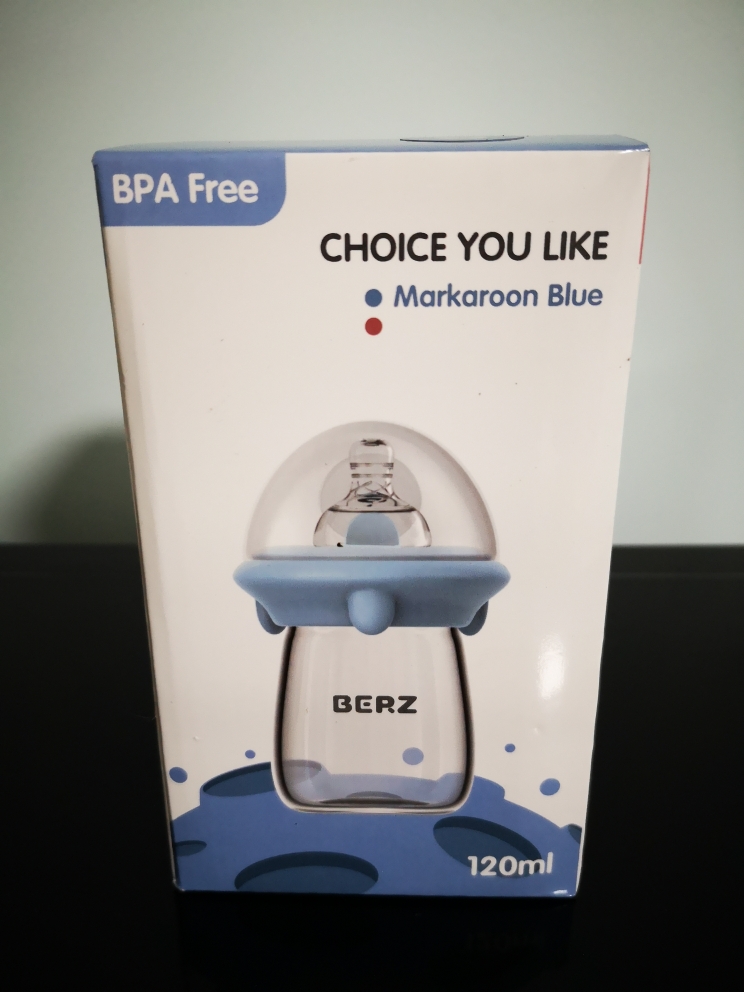 BPA Free
CHOICE YOU LIKE
Markaroon Blue
BERZ
120ml